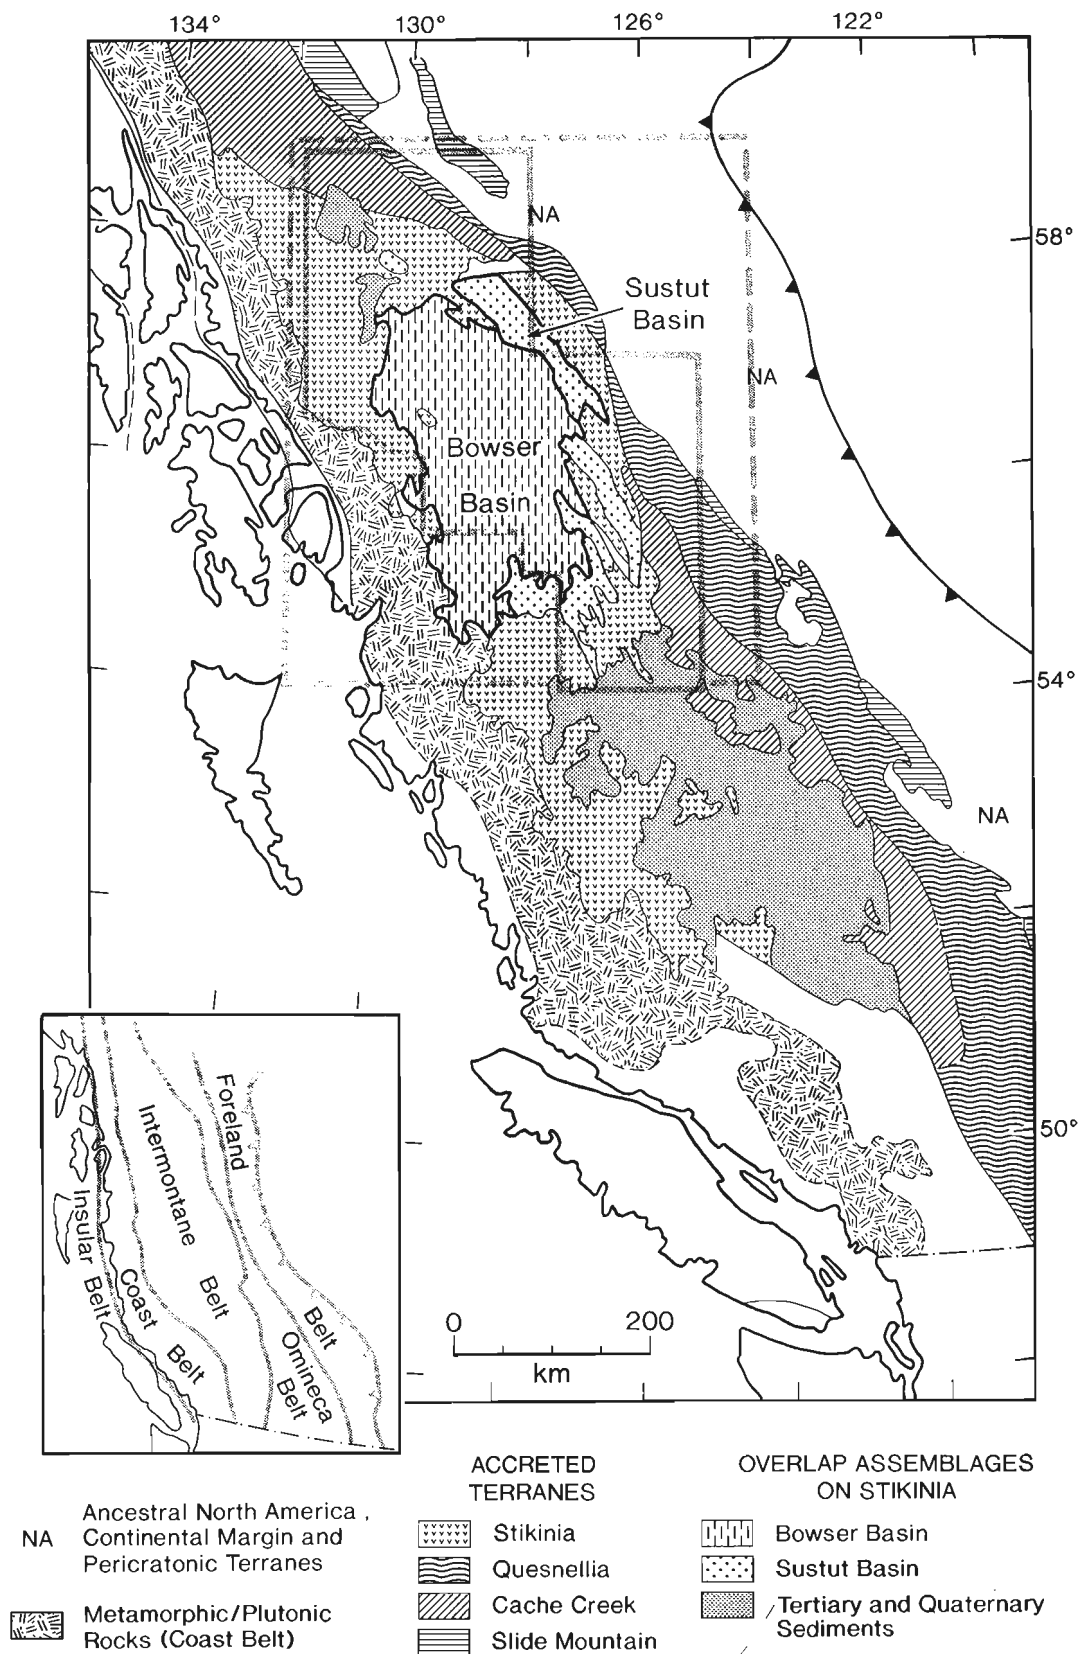 134°
130°
126°
122°
NA
58°
Sustut
Basin
NA
Bowser
Basin
54°
NA
50°
Foreland
Belt
Intermontane
Belt
Insular
Belt
Coast
Belt
Omineca
Belt
0
200
km
NA
Ancestral North America,
Continental Margin and
Pericratonic Terranes
Metamorphic/Plutonic
Rocks (Coast Belt)
ACCRETED
TERRANES
Stikinia
Quesnellia
Cache Creek
Slide Mountain
OVERLAP ASSEMBLAGES
ON STIKINIA
Bowser Basin
Sustut Basin
Tertiary and Quaternary
Sediments